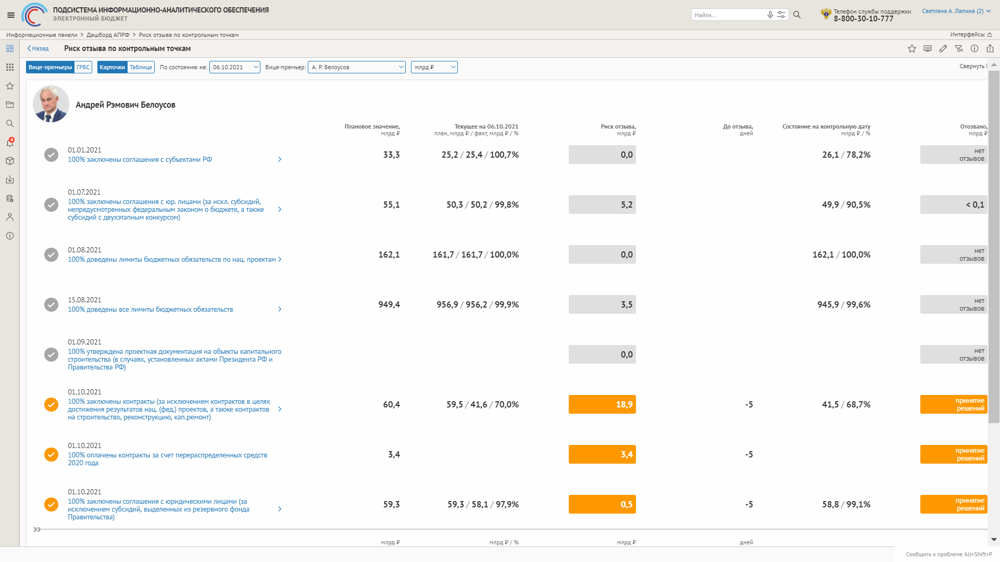 ПОДСИСТЕМА ИНФОРМАЦИОННО-АНАЛИТИЧЕСКОГО ОБЕСПЕЧЕНИЯ
ЭЛЕКТРОННЫЙ БЮДЖЕТ
Найти...
Телефон службы поддержки
8-800-30-10-777
Светлана А. Лапина (2)
Информационные панели > Дашборд АПРФ > Риск отзыва по контрольным точкам
Интерфейсы
Назад
Риск отзыва по контрольным точкам
Вице-премьеры ГРБС Карточки Таблица По состоянию на: 06.10.2021 Вице-премьер: А. Р. Белоусов млрд ₽
Свернуть (
4
Андрей Рэмович Белоусов
Плановое значение, Текущее на 06.10.2021 Риск отзыва, До отзыва, Состояние на контрольную дату Отозвано,
млрд ₽ план, млрд ₽ / факт, млрд ₽ / % млрд ₽ дней млрд ₽ / % млрд ₽
01.01.2021
100% заключены соглашения с субъектами РФ
33,3 25,2 / 25,4 / 100,7% 0,0 26,1 / 78,2%
нет
отзывов
01.07.2021
100% заключены соглашения с юр. лицами (за искл. субсидий,
непредусмотренных федеральным законом о бюджете, а также
субсидий с двухэтапным конкурсом)
55,1 50,3 / 50,2 / 99,8% 5,2 49,9 / 90,5% < 0,1
01.08.2021
100% доведены лимиты бюджетных обязательств по нац. проектам
162,1 161,7 / 161,7 / 100,0% 0,0 162,1 / 100,0%
нет
отзывов
15.08.2021
100% доведены все лимиты бюджетных обязательств
949,4 956,9 / 956,2 / 99,9% 3,5 945,9 / 99,6%
нет
отзывов
01.09.2021
100% утверждена проектная документация на объекты капитального
строительства (в случаях, установленных актами Президента РФ и
Правительства РФ)
0,0
нет
отзывов
01.10.2021
100% заключены контракты (за исключением контрактов в целях
достижения результатов нац. (фед.) проектов, а также контрактов
на строительство, реконструкцию, кап.ремонт)
60,4 59,5 / 41,6 / 70,0% 18,9 -5 41,5 / 68,7%
принятие
решений
01.10.2021
100% оплачены контракты за счет перераспределенных средств
2020 года
3,4 3,4 -5
принятие
решений
01.10.2021
100% заключены соглашения с юридическими лицами (за
исключением субсидий, выделенных из резервного фонда
Правительства)
59,3 59,3 / 58,1 / 97,9% 0,5 -5 58,8 / 99,1%
принятие
решений
млрд ₽ млрд ₽ / % млрд ₽ дней
Сообщить о проблеме Alt+Shift+P